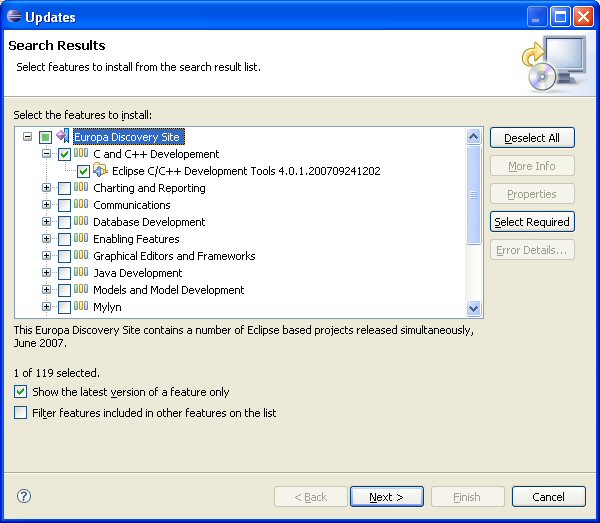 Updates
Search Results
Select features to install from the search result list.
Select the features to install:
Europa Discovery Site
Deselect All
C and C++ Developement
Eclipse C/C++ Development Tools 4.0.1.200709241202
More Info
Charting and Reporting
Properties
Communications
Database Development
Select Required
Enabling Features
Graphical Editors and Frameworks
Error Details...
Java Development
Models and Model Development
Mylyn
This Europa Discovery Site contains a number of Eclipse based projects released simultaneously,
June 2007.
1 of 119 selected.
Show the latest version of a feature only
Filter features included in other features on the list
? < Back Next > Finish Cancel